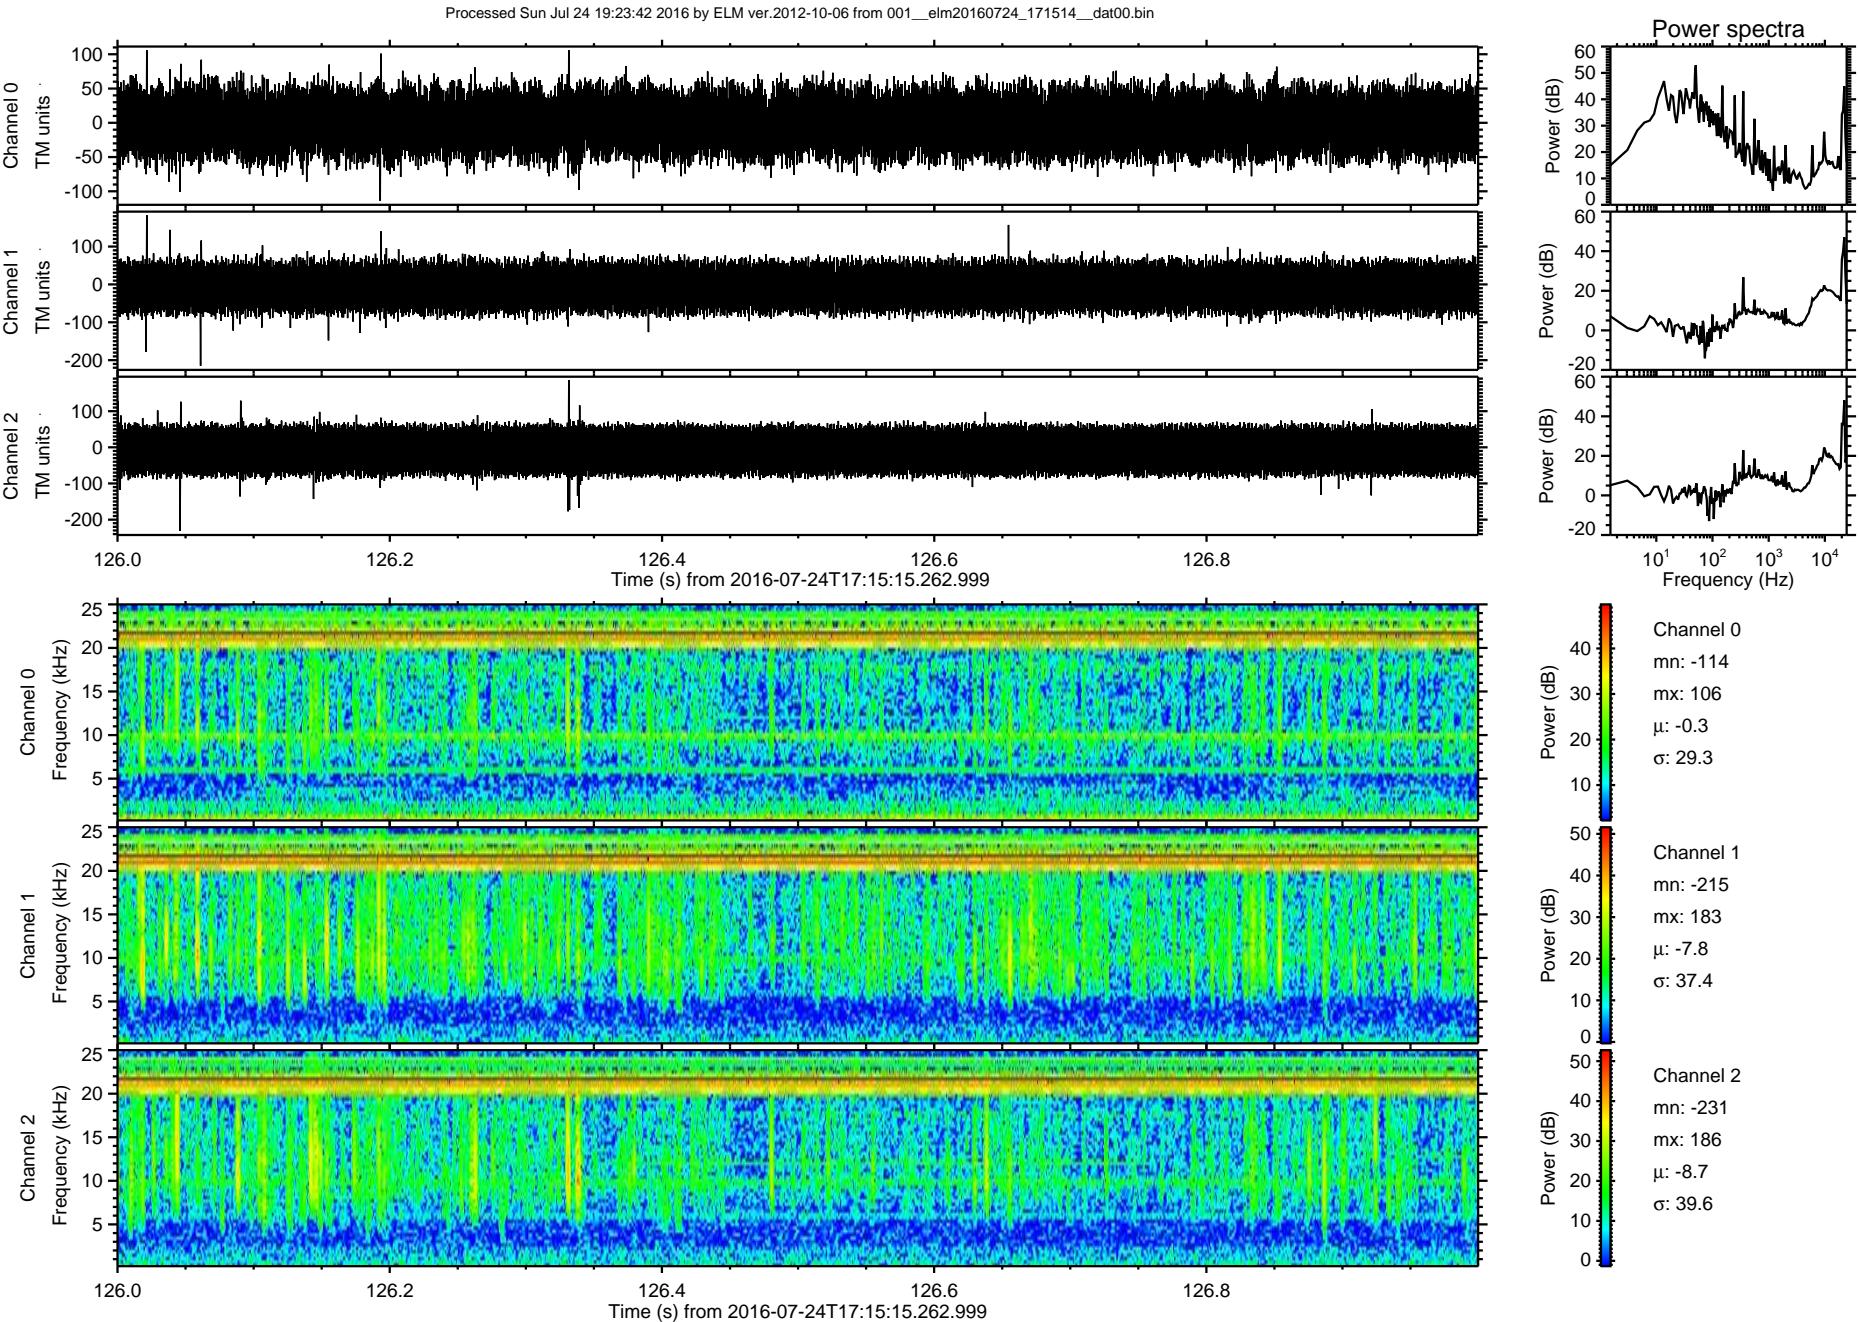 Processed Sun Jul 24 19:23:42 2016 by ELM ver.2012-10-06 from 001__elm20160724_171514__dat00.bin
Power spectra
Channel 0
TM units
100
50
0
-50
-100
Power (dB)
60
50
40
30
20
10
0
Channel 1
TM units
100
0
-100
-200
Power (dB)
60
40
20
0
-20
Channel 2
TM units
100
0
-100
-200
Power (dB)
60
40
20
0
-20
126.0 126.2 126.4 126.6 126.8
Time (s) from 2016-07-24T17:15:15.262.999
10¹ 10² 10³ 10⁴
Frequency (Hz)
Channel 0
Frequency (kHz)
25
20
15
10
5
Power (dB)
40
30
20
10
Channel 0
mn: -114
mx: 106
μ: -0.3
σ: 29.3
Channel 1
Frequency (kHz)
25
20
15
10
5
Power (dB)
50
40
30
20
10
0
Channel 1
mn: -215
mx: 183
μ: -7.8
σ: 37.4
Channel 2
Frequency (kHz)
25
20
15
10
5
Power (dB)
50
40
30
20
10
0
Channel 2
mn: -231
mx: 186
μ: -8.7
σ: 39.6
126.0 126.2 126.4 126.6 126.8
Time (s) from 2016-07-24T17:15:15.262.999